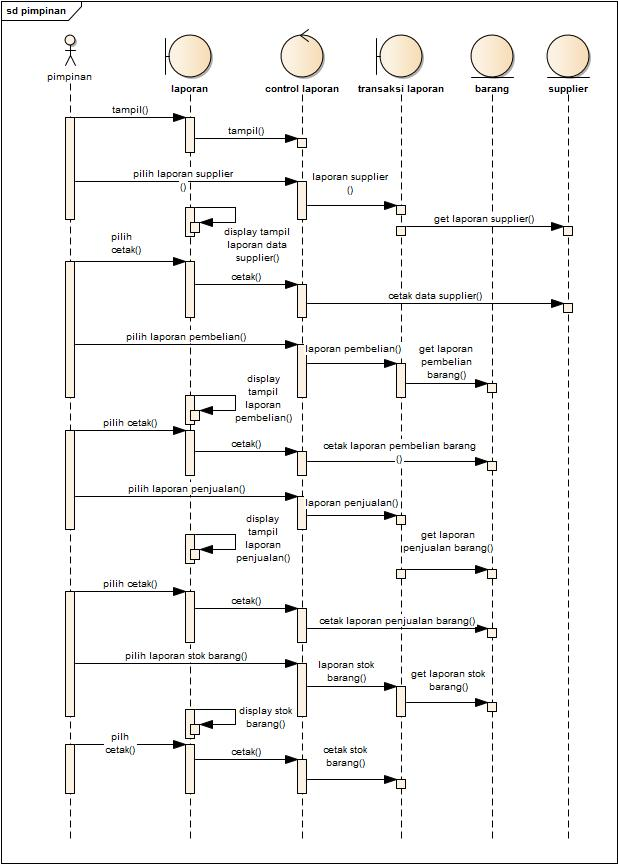 sd pimpinan
pimpinan
laporan
control laporan
transaksi laporan
barang
supplier
tampil()
tampil()
pilih laporan supplier
()
laporan supplier
()
get laporan supplier()
display tampil
laporan data
supplier()
pilih
cetak()
cetak()
cetak data supplier()
pilih laporan pembelian()
laporan pembelian()
get laporan
pembelian
barang()
display
tampil
laporan
pembelian()
pilih cetak()
cetak()
cetak laporan pembelian barang
()
pilih laporan penjualan()
laporan penjualan()
display
tampil
laporan
penjualan()
get laporan
penjualan barang()
pilih cetak()
cetak()
cetak laporan penjualan barang()
pilih laporan stok barang()
laporan stok
barang()
get laporan stok
barang()
display stok
barang()
pilh
cetak()
cetak()
cetak stok
barang()